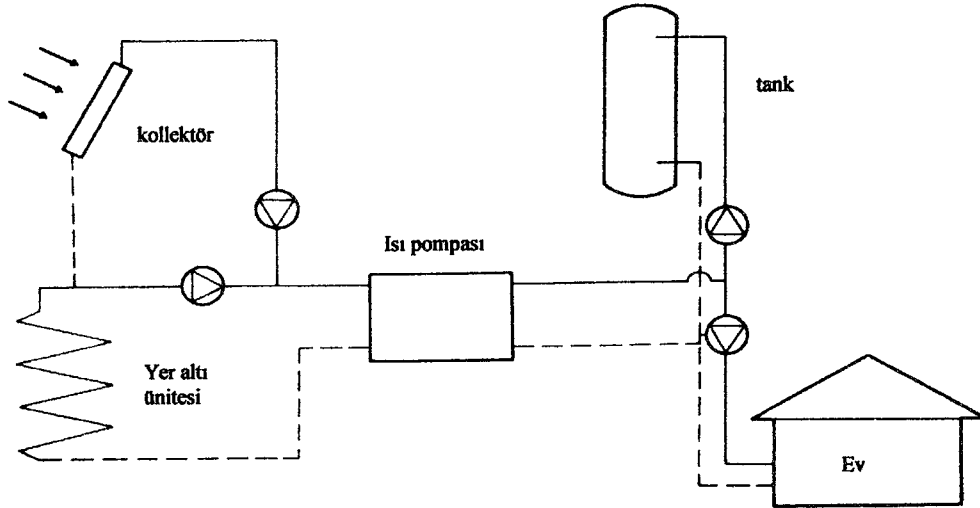 tank
kollektör
Isı pompası
Yer altı
ünitesi
Ev